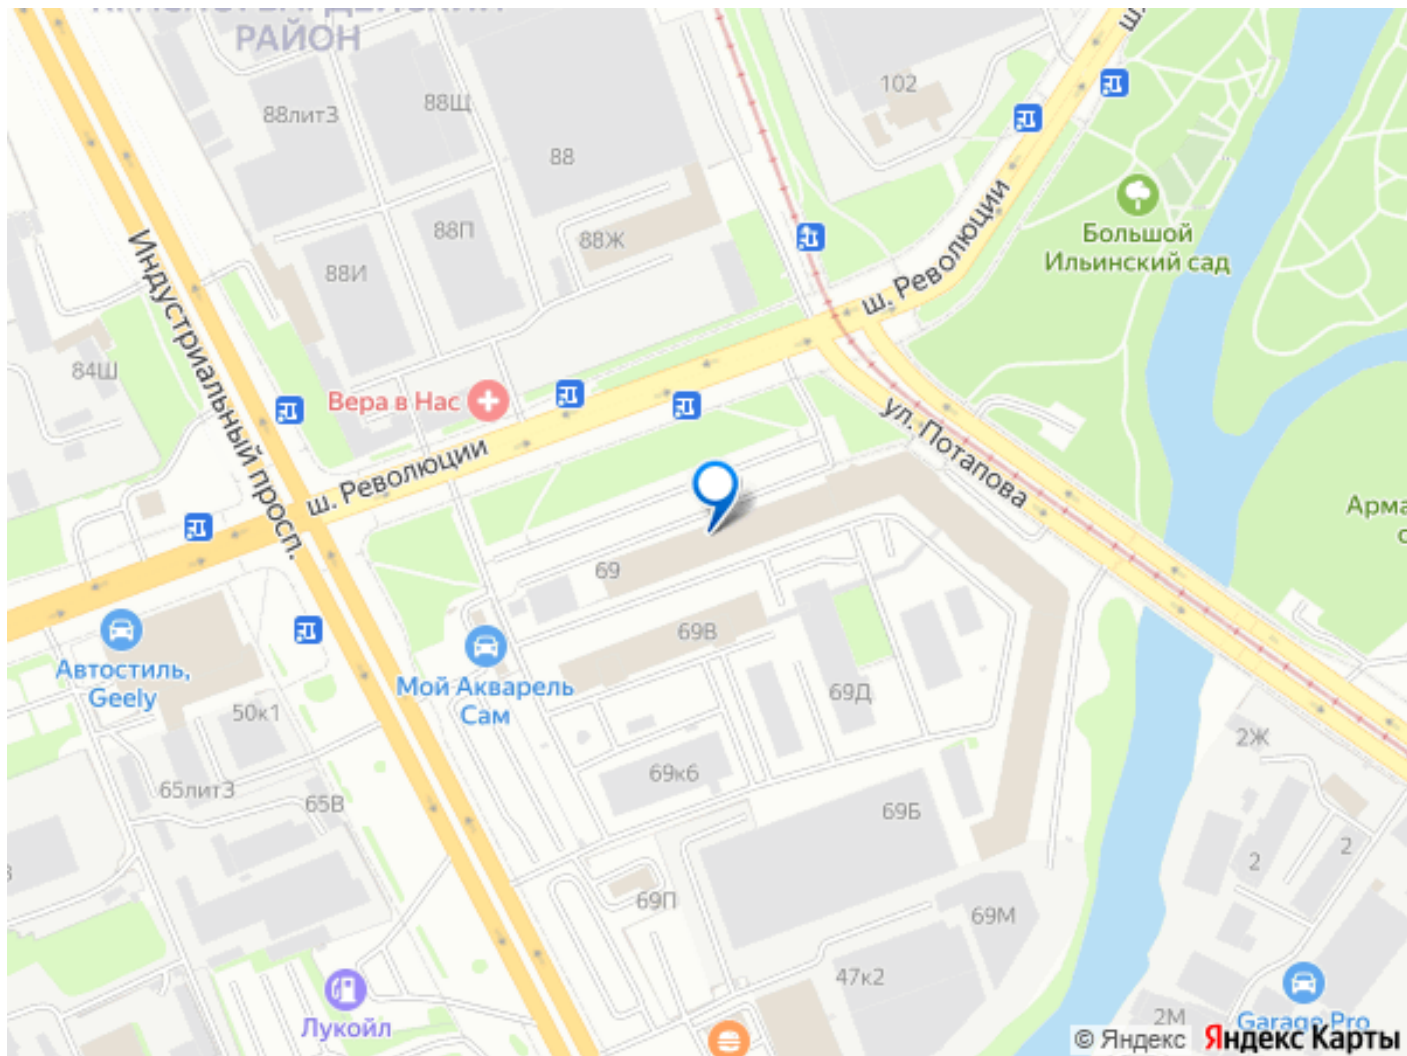 РАЙОН
102
88Щ
88лит3
88
Большой
Ильинский сад
88П
88Ж
88И
ш. Революции
Индустриальный просп.
84Ш
Вера в Нас
ул. Потапова
ш. Революции
69
69В
Автостиль,
Geely
Мой Акварель
Сам
69Д
50к1
2Ж
69к6
65лит3
65В
69Б
2
2
69П
69М
47к2
Лукойл
2М
Garage Pro
© Яндекс
Яндекс Карты